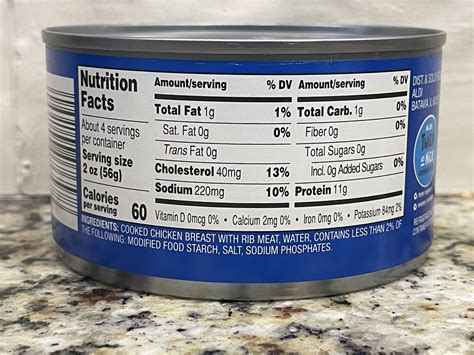 Nutrition Facts
About 4 servings
per container
Serving size
2 oz (56g)
Calories 60
per serving
Amount/serving % DV
Total Fat 1g 1%
Sat. Fat 0g 0%
Trans Fat 0g
Cholesterol 40mg 13%
Sodium 220mg 10%
Amount/serving % DV
Total Carb. 1g 0%
Fiber 0g 0%
Total Sugars 0g
Incl. 0g Added Sugars 0%
Protein 11g
Vitamin D 0mcg 0% • Calcium 2mg 0% • Iron 0mg 0% • Potassium 84mg 2%
INGREDIENTS: COOKED CHICKEN BREAST WITH RIB MEAT, WATER, CONTAINS LESS THAN 2% OF
THE FOLLOWING: MODIFIED FOOD STARCH, SALT, SODIUM PHOSPHATES.
DIST. & SOLD
ALDI
BATAVIA, IL
ALDI